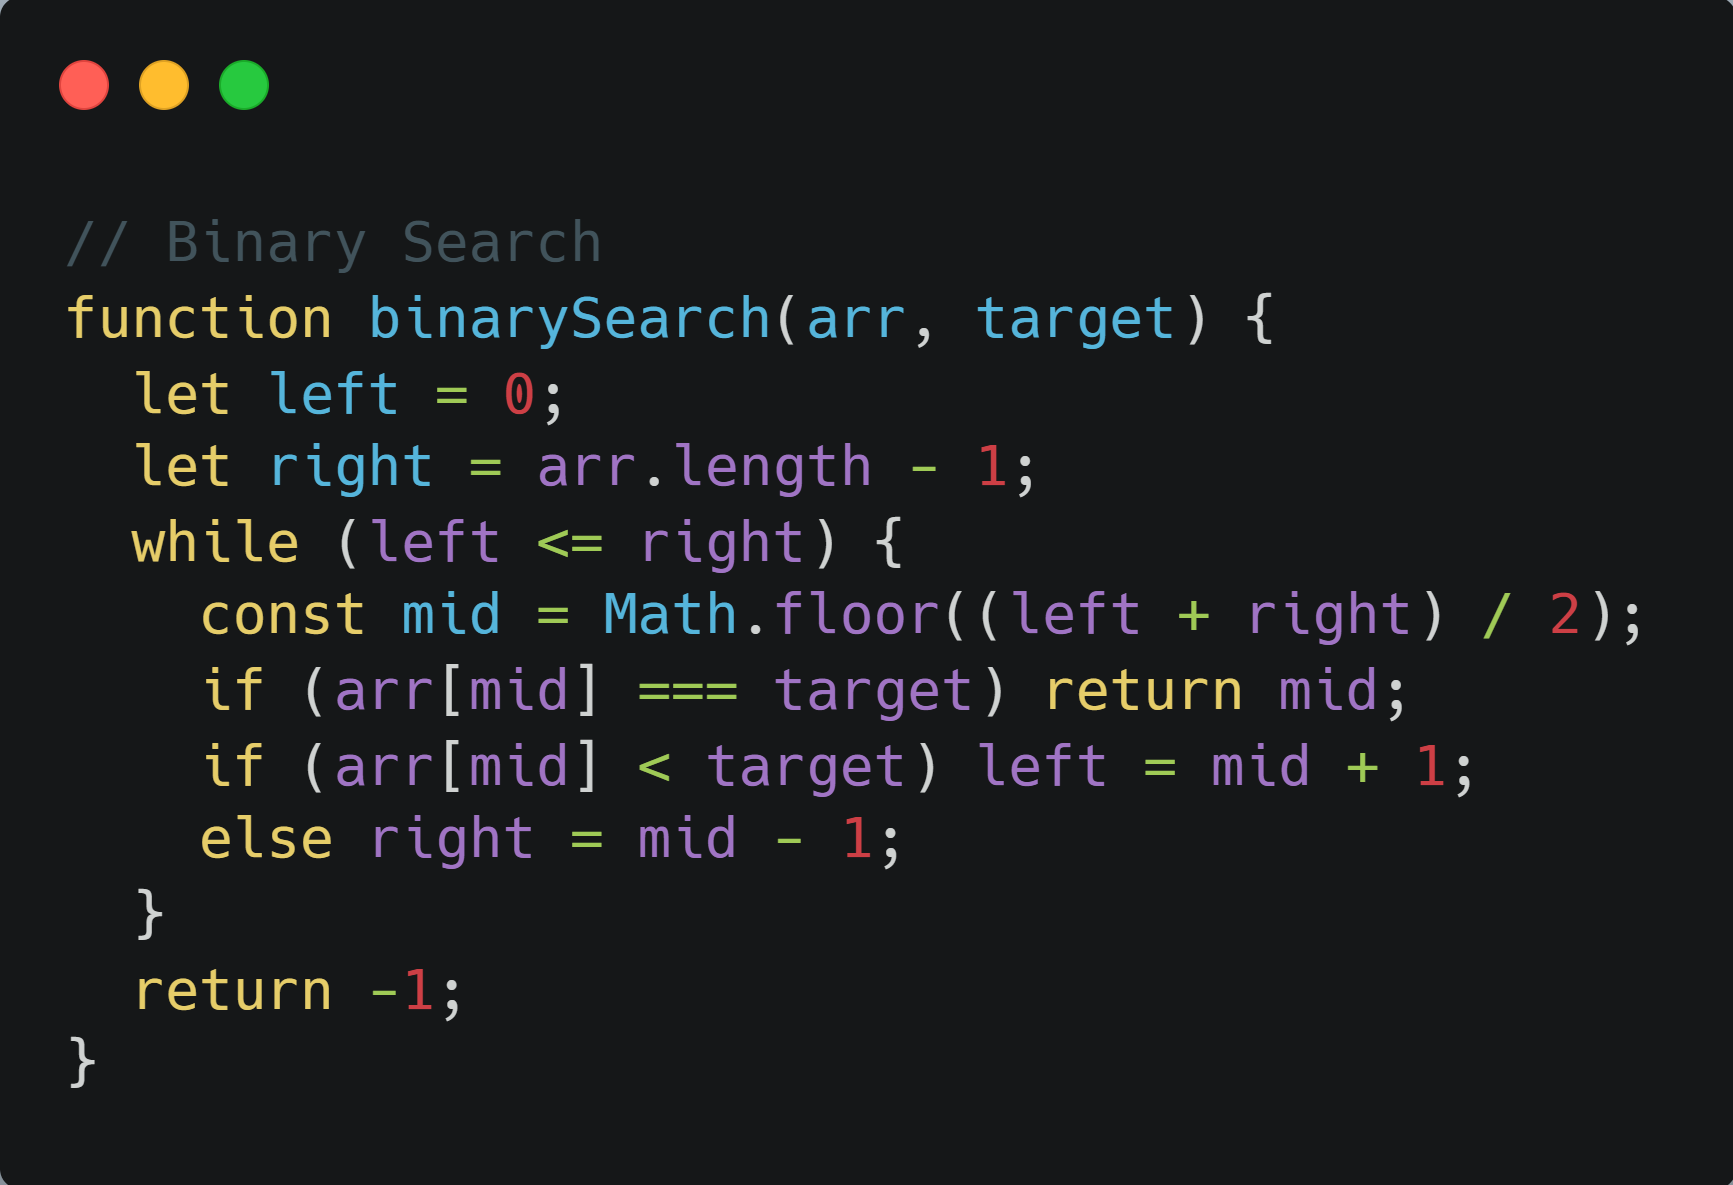 // Binary Search
function binarySearch(arr, target) {
  let left = 0;
  let right = arr.length - 1;
  while (left <= right) {
    const mid = Math.floor((left + right) / 2);
    if (arr[mid] === target) return mid;
    if (arr[mid] < target) left = mid + 1;
    else right = mid - 1;
  }
  return -1;
}